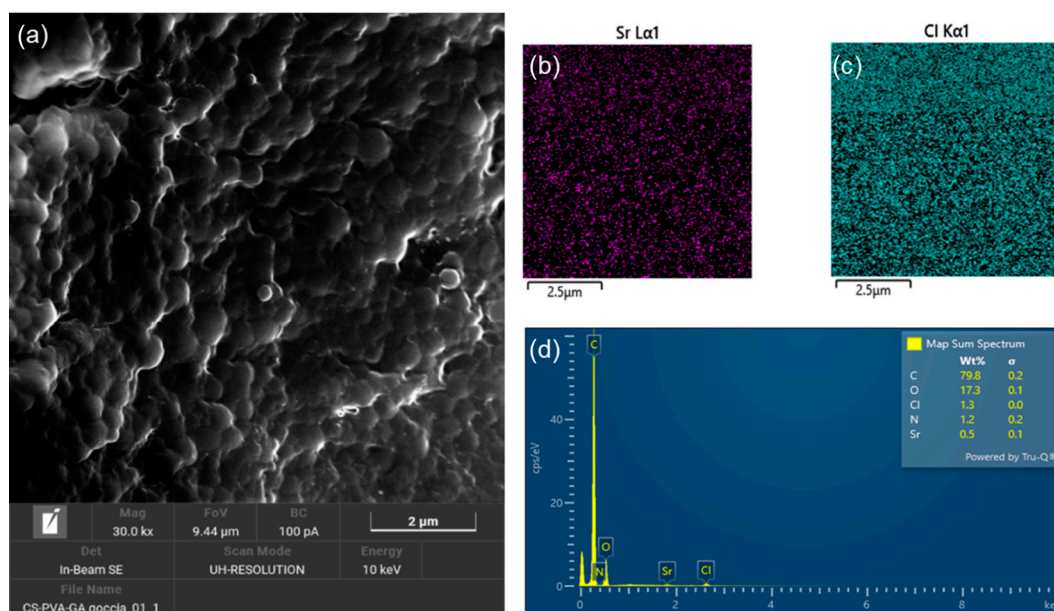 (a)
Mag FoV BC
30.0 kx 9.44 µm 100 pA 2 µm
Det Scan Mode Energy
In-Beam SE UH-RESOLUTION 10 keV
File Name
CS-PVA-GA goccia_01_1
Sr Lα1
(b)
2.5µm
Cl Kα1
(c)
2.5µm
(d)
Map Sum Spectrum
Wt% σ
C 79.8 0.2
O 17.3 0.1
Cl 1.3 0.0
N 1.2 0.2
Sr 0.5 0.1
Powered by Tru-Q®
cps/eV
40
20
0
C
O
N
Sr
Cl
0 2 4 6 8